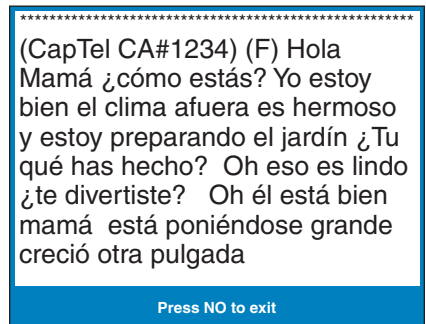 ******************************************************
(CapTel CA#1234) (F) Hola
Mamá ¿cómo estás? Yo estoy
bien el clima afuera es hermoso
y estoy preparando el jardín ¿Tu
qué has hecho?  Oh eso es lindo
¿te divertiste?   Oh él está bien
mamá  está poniéndose grande
creció otra pulgada
Press NO to exit